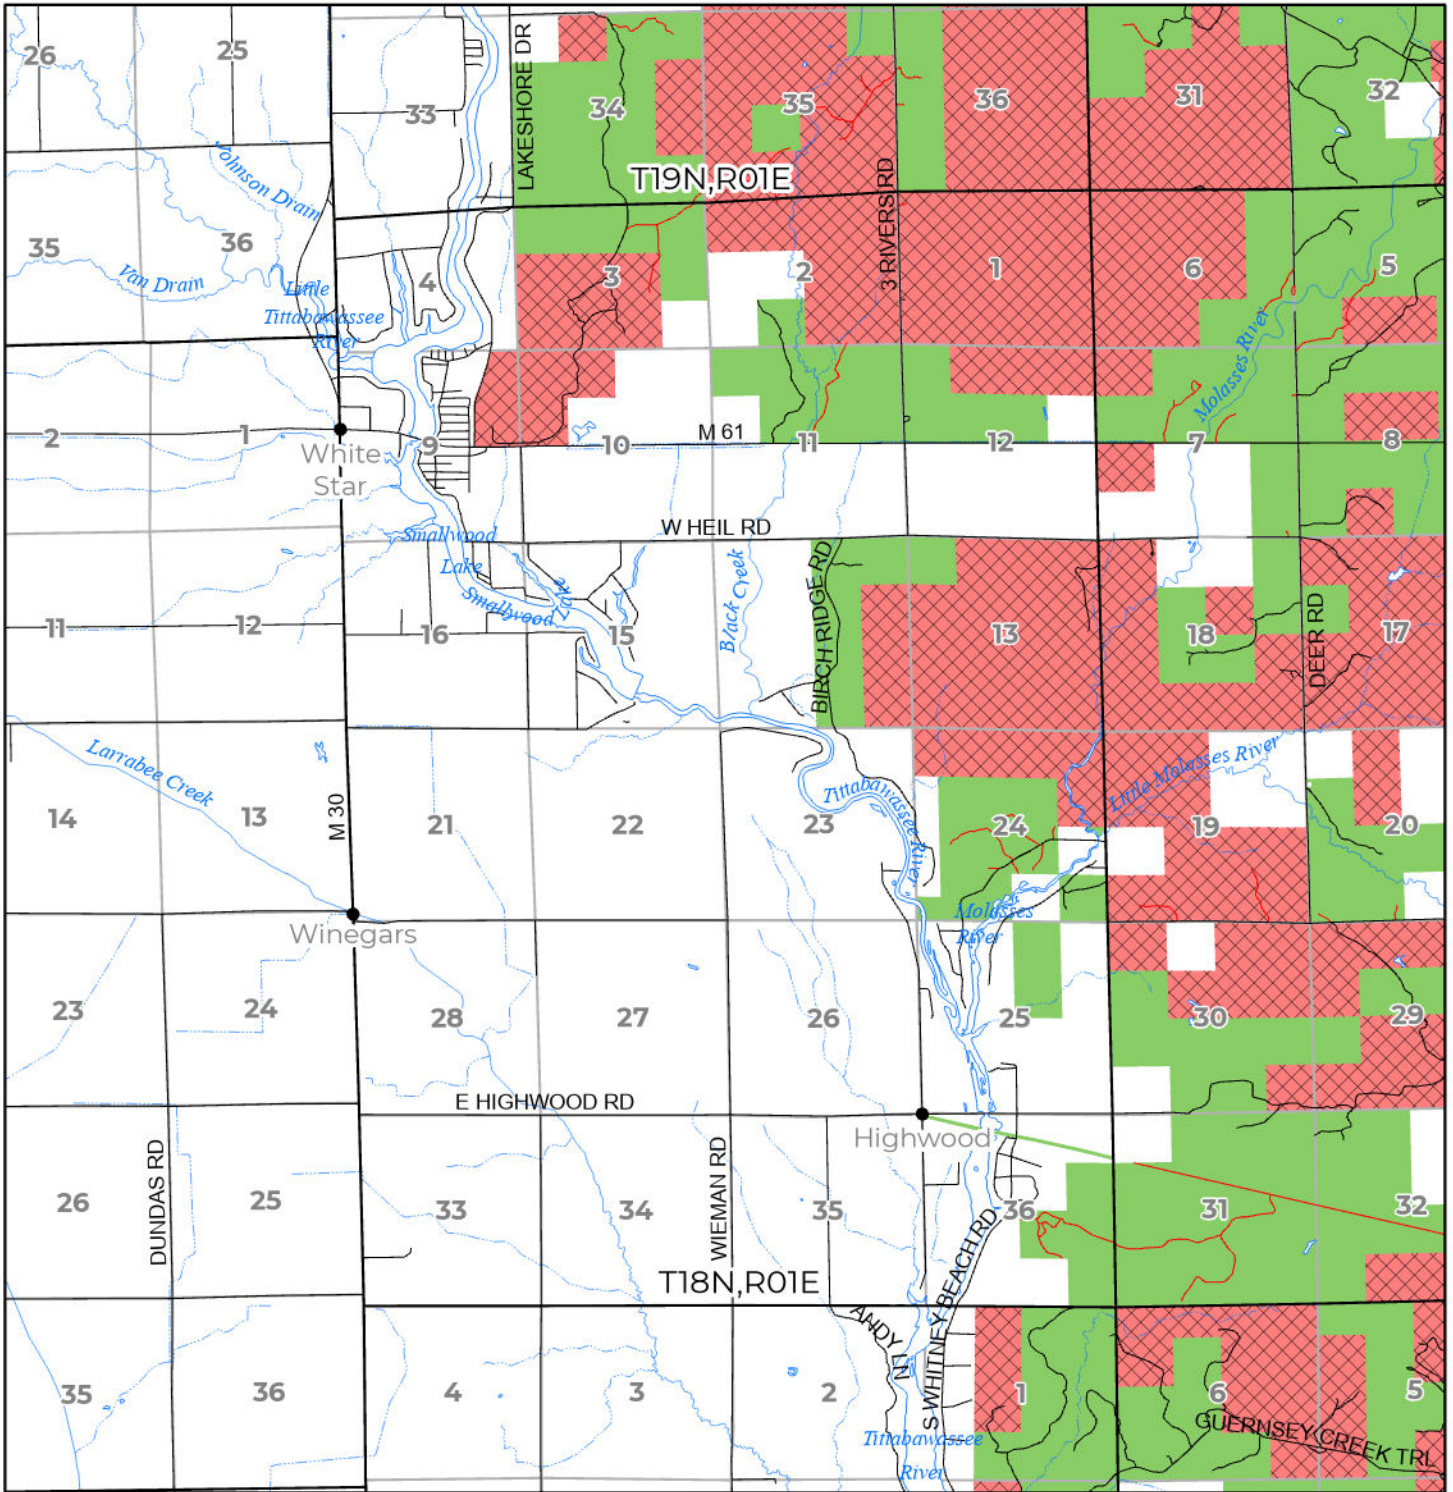 26
25
33
LAKESHORE DR
34
35
36
31
32
Johnson Drain
T19N,R01E
3 RIVERS RD
35
36
Van Drain
Little
Tittabawassee
River
4
3
2
1
6
5
Molasses River
2
1
White
Star
9
10
M 61
11
12
7
8
W HEIL RD
Smallwood
Lake
Smallwood
Lake
Black Creek
BIRCH RIDGE RD
11
12
16
15
13
18
DEER RD
17
Larrabee Creek
Little Molasses River
14
13
M 30
21
22
23
Tittabawassee River
24
19
20
Winegars
Molasses
River
23
24
28
27
26
25
30
29
E HIGHWOOD RD
Highwood
DUNDAS RD
WIEMAN RD
26
25
33
34
35
36
31
32
T18N,R01E
S WHITNEY BEACH RD
ANDY LN
35
36
4
3
2
1
6
5
GUERNSEY CREEK TRL
Tittabawassee
River